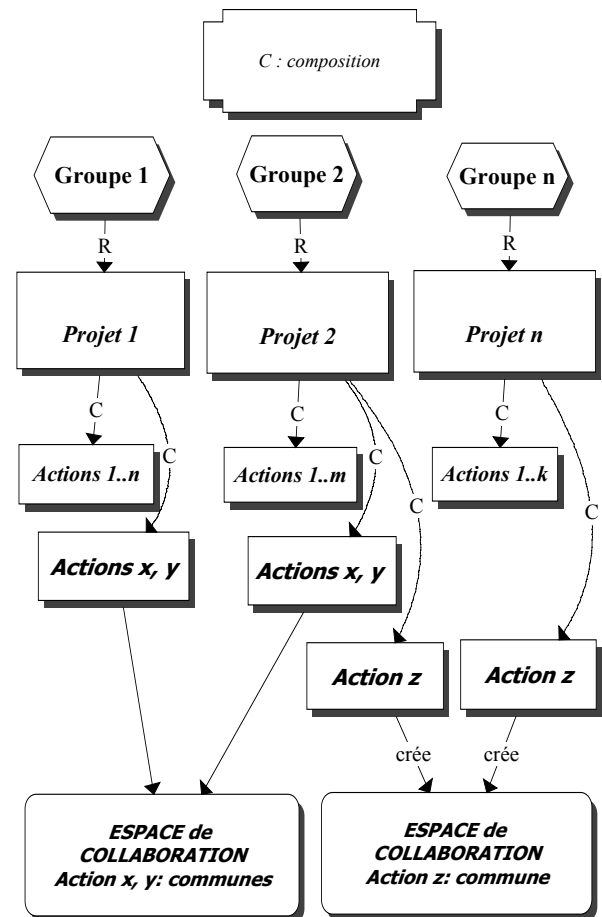 C : composition
Groupe 1
Groupe 2
Groupe n
R
R
R
Projet 1
Projet 2
Projet n
C
C
C
C
C
C
C
Actions 1..n
Actions 1..m
Actions 1..k
Actions x, y
Actions x, y
Action z
Action z
crée
crée
ESPACE de
COLLABORATION
Action x, y: communes
ESPACE de
COLLABORATION
Action z: commune